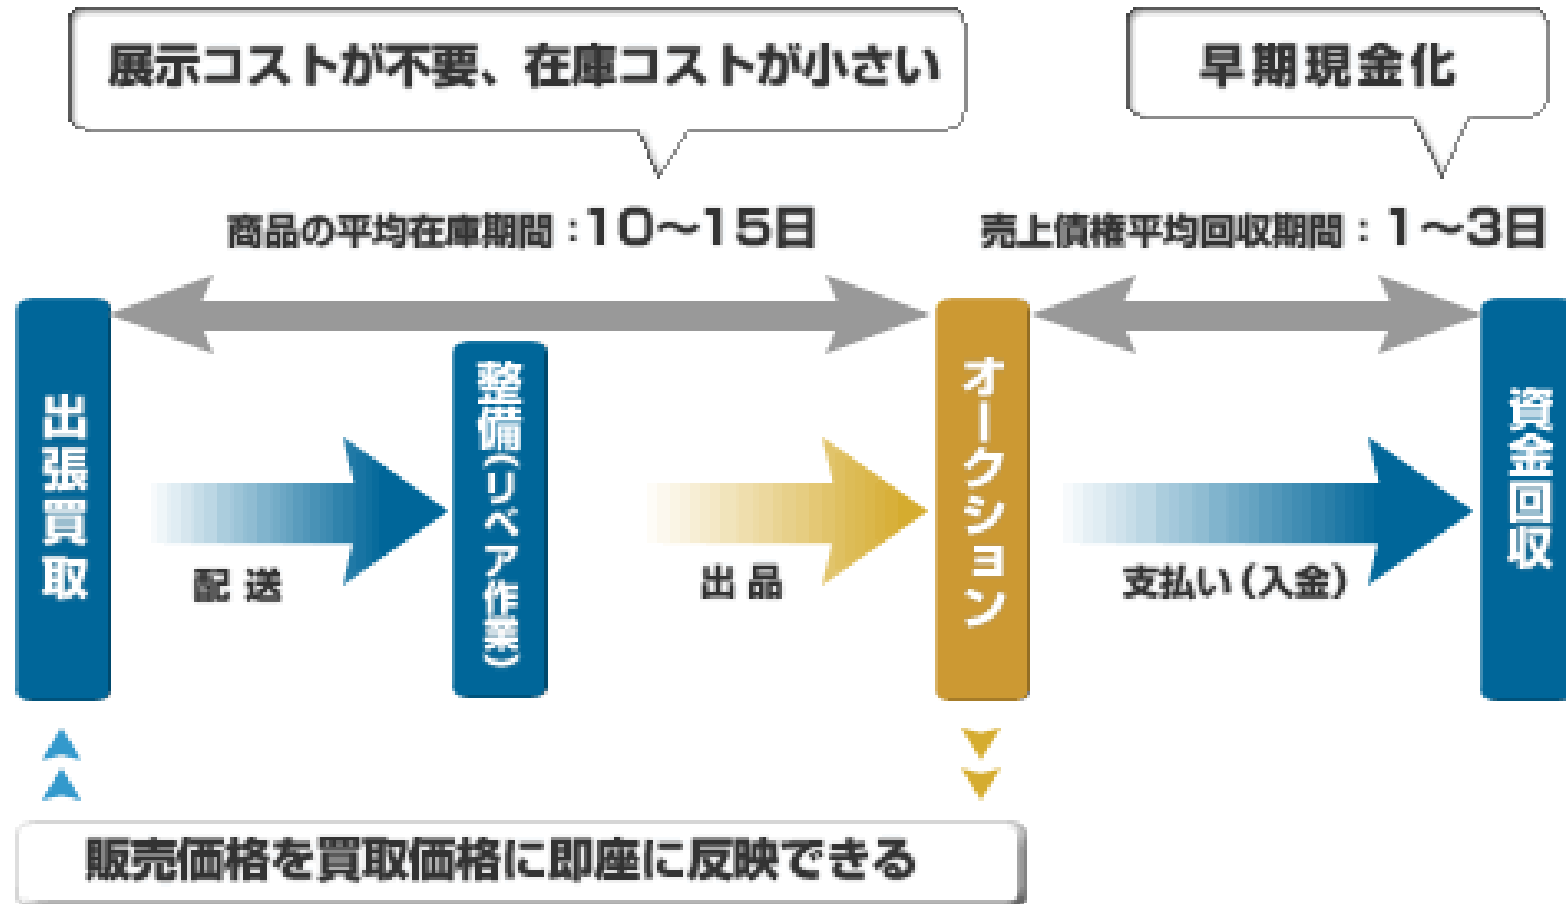 展示コストが不要、在庫コストが小さい
早期現金化
商品の平均在庫期間：10～15日
売上債権平均回収期間：1～3日
出張買取
配送
整備(リペア作業)
出品
オークション
支払い(入金)
資金回収
販売価格を買取価格に即座に反映できる